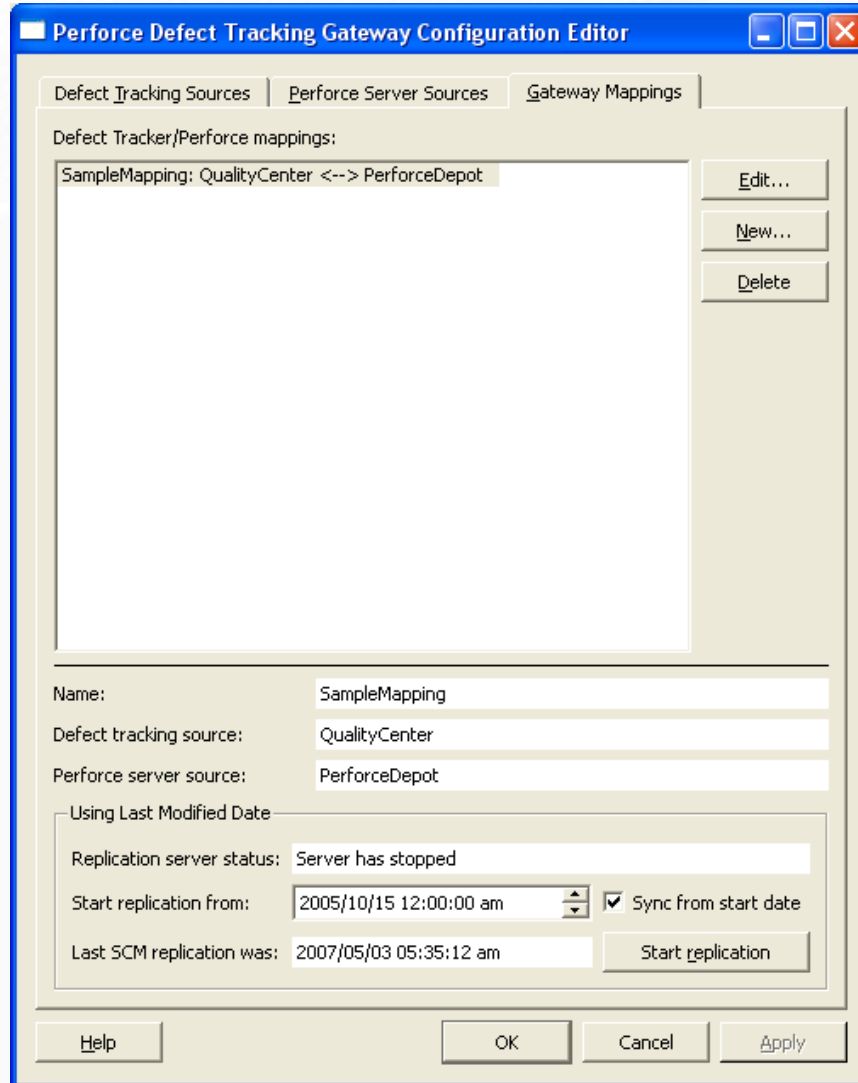 Perforce Defect Tracking Gateway Configuration Editor
Defect Tracking Sources
Perforce Server Sources
Gateway Mappings
Defect Tracker/Perforce mappings:
SampleMapping: QualityCenter <--> PerforceDepot
Edit...
New...
Delete
Name: SampleMapping
Defect tracking source: QualityCenter
Perforce server source: PerforceDepot
Using Last Modified Date
Replication server status: Server has stopped
Start replication from: 2005/10/15 12:00:00 am Sync from start date
Last SCM replication was: 2007/05/03 05:35:12 am Start replication
Help OK Cancel Apply